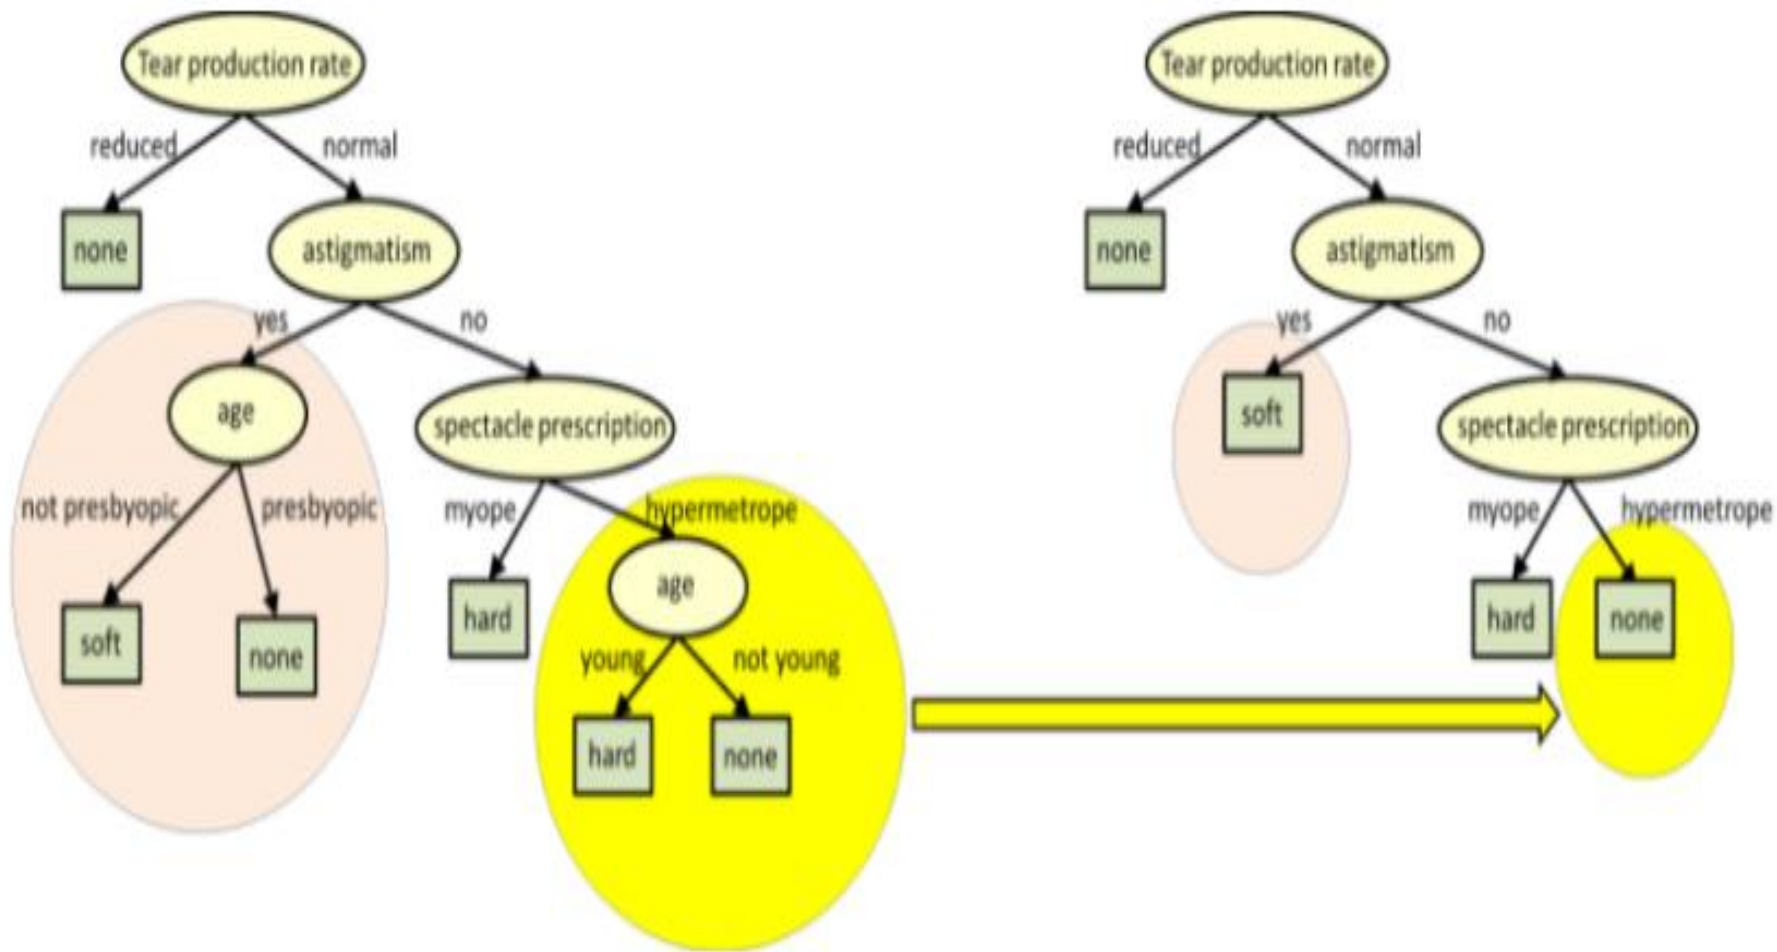 Tear production rate
reduced
normal
none
astigmatism
yes
no
age
spectacle prescription
not presbyopic
presbyopic
myope
hypermetrope
soft
none
hard
age
young
not young
hard
none
Tear production rate
reduced
normal
none
astigmatism
yes
no
soft
spectacle prescription
myope
hypermetrope
hard
none